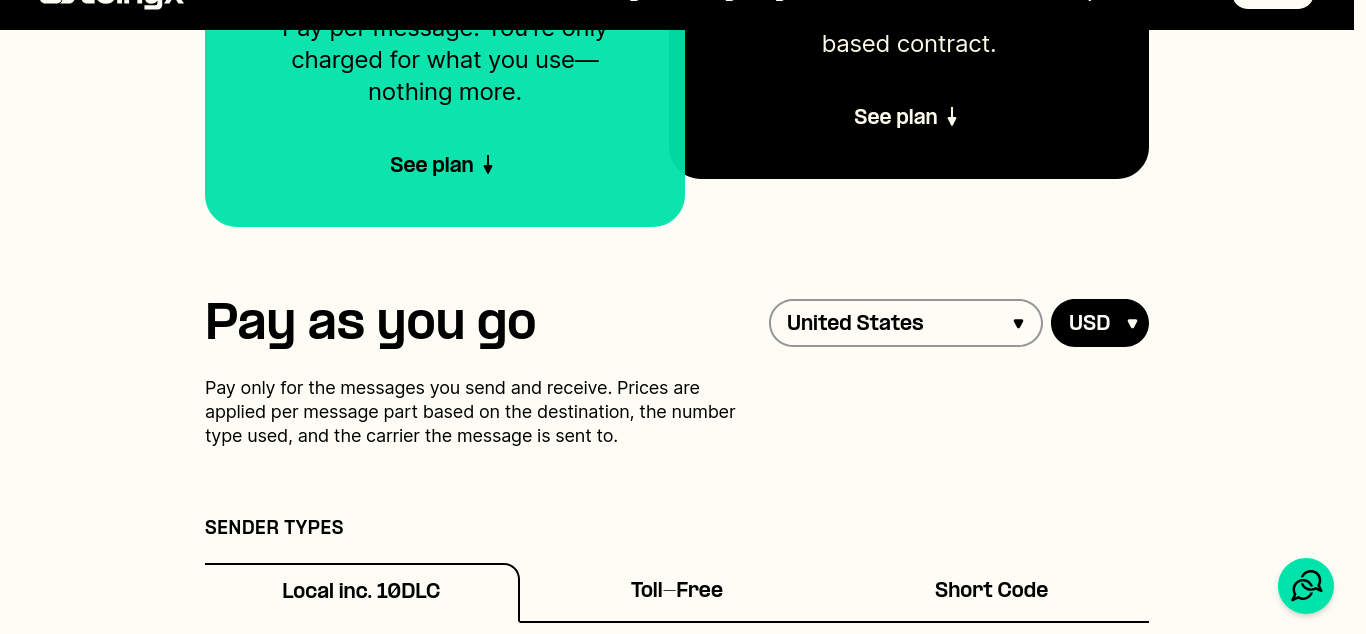 Pay per message. You're only
charged for what you use—
nothing more.
See plan
based contract.
See plan
Pay as you go
United States
USD
Pay only for the messages you send and receive. Prices are
applied per message part based on the destination, the number
type used, and the carrier the message is sent to.
SENDER TYPES
Local inc. 10DLC
Toll-Free
Short Code